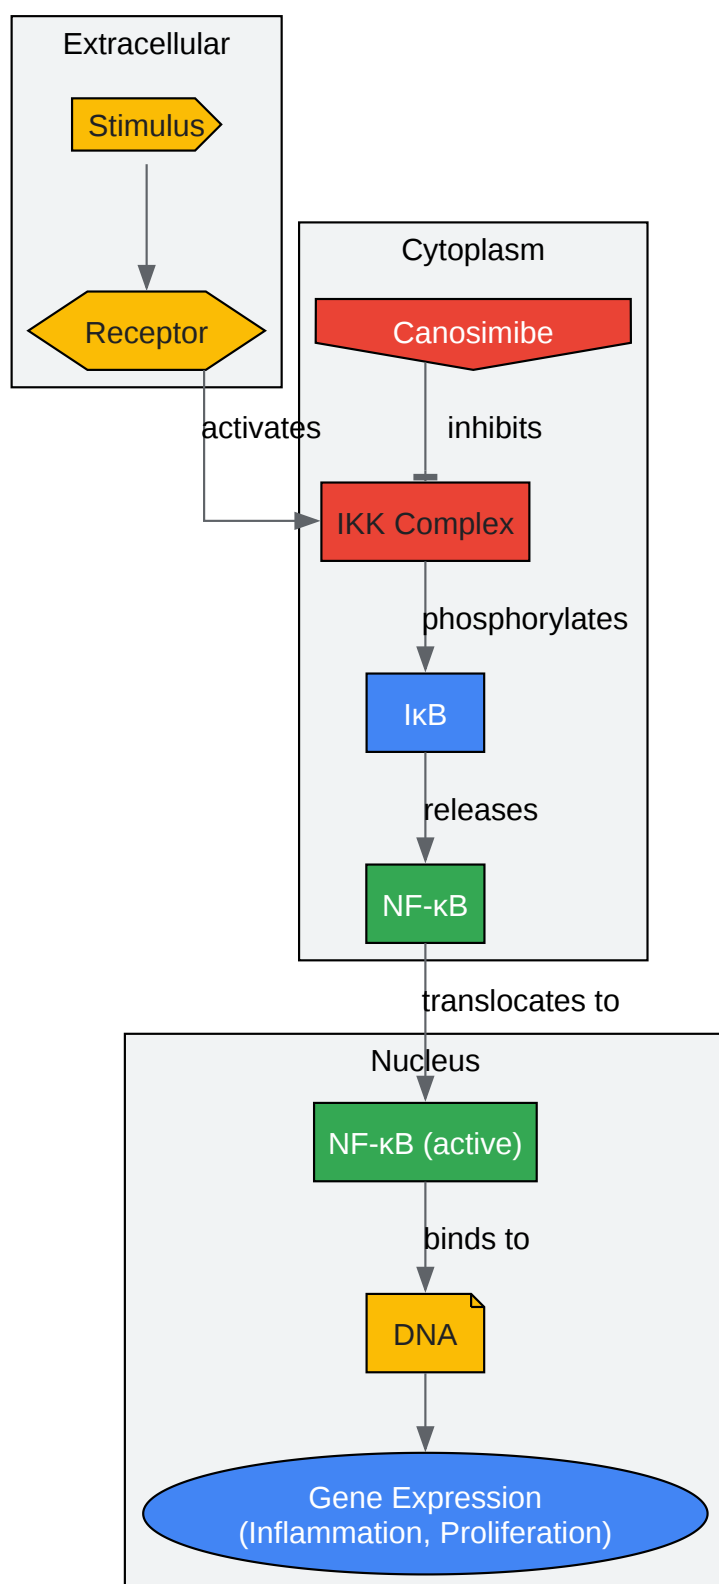 Extracellular
Stimulus
Receptor
activates
Cytoplasm
Canosimibe
inhibits
IKK Complex
phosphorylates
IκB
releases
NF-κB
translocates to
Nucleus
NF-κB (active)
binds to
DNA
Gene Expression
(Inflammation, Proliferation)